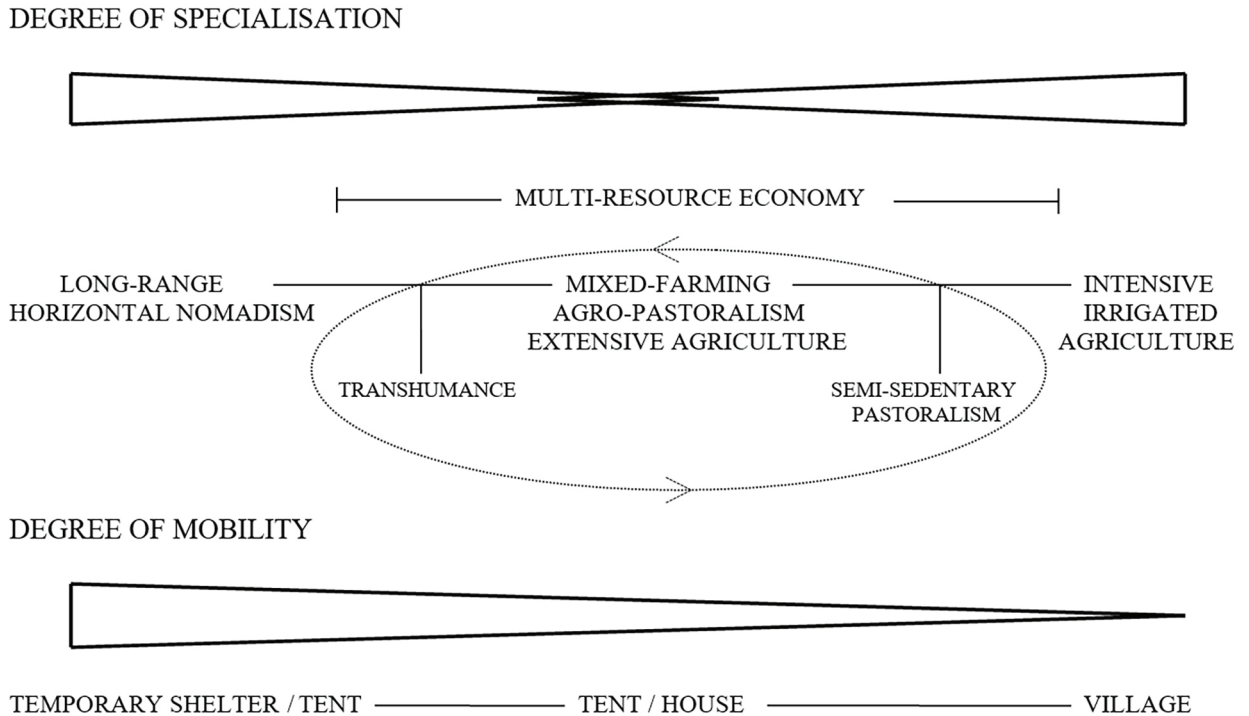 DEGREE OF SPECIALISATION
MULTI-RESOURCE ECONOMY
LONG-RANGE
HORIZONTAL NOMADISM
MIXED-FARMING
AGRO-PASTORALISM
EXTENSIVE AGRICULTURE
INTENSIVE
IRRIGATED
AGRICULTURE
TRANSHUMANCE
SEMI-SEDENTARY
PASTORALISM
DEGREE OF MOBILITY
TEMPORARY SHELTER / TENT
TENT / HOUSE
VILLAGE